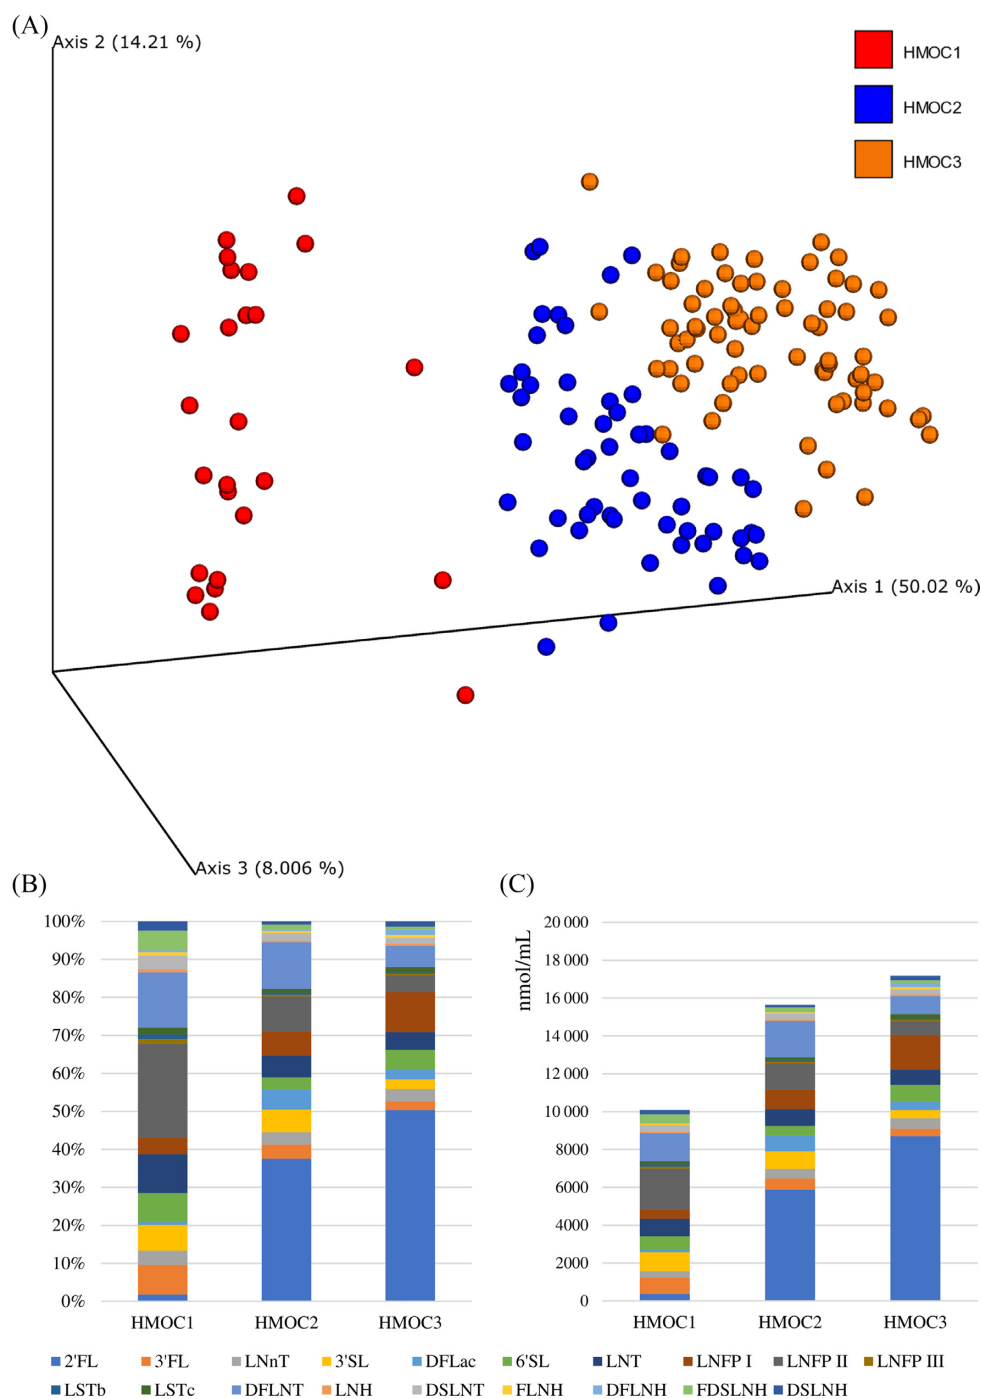 (A)
Axis 2 (14.21 %)
HMOC1
HMOC2
HMOC3
Axis 1 (50.02 %)
Axis 3 (8.006 %)
(B)
100%
90%
80%
70%
60%
50%
40%
30%
20%
10%
0%
HMOC1 HMOC2 HMOC3
(C)
nmol/mL
20 000
18 000
16 000
14 000
12 000
10 000
8000
6000
4000
2000
0
HMOC1 HMOC2 HMOC3
2'FL 3'FL LNnT 3'SL DFLac 6'SL LNT LNFP I LNFP II LNFP III
LSTb LSTc DFLNT LNH DSLNT FLNH DFLNH FDSLNH DSLNH